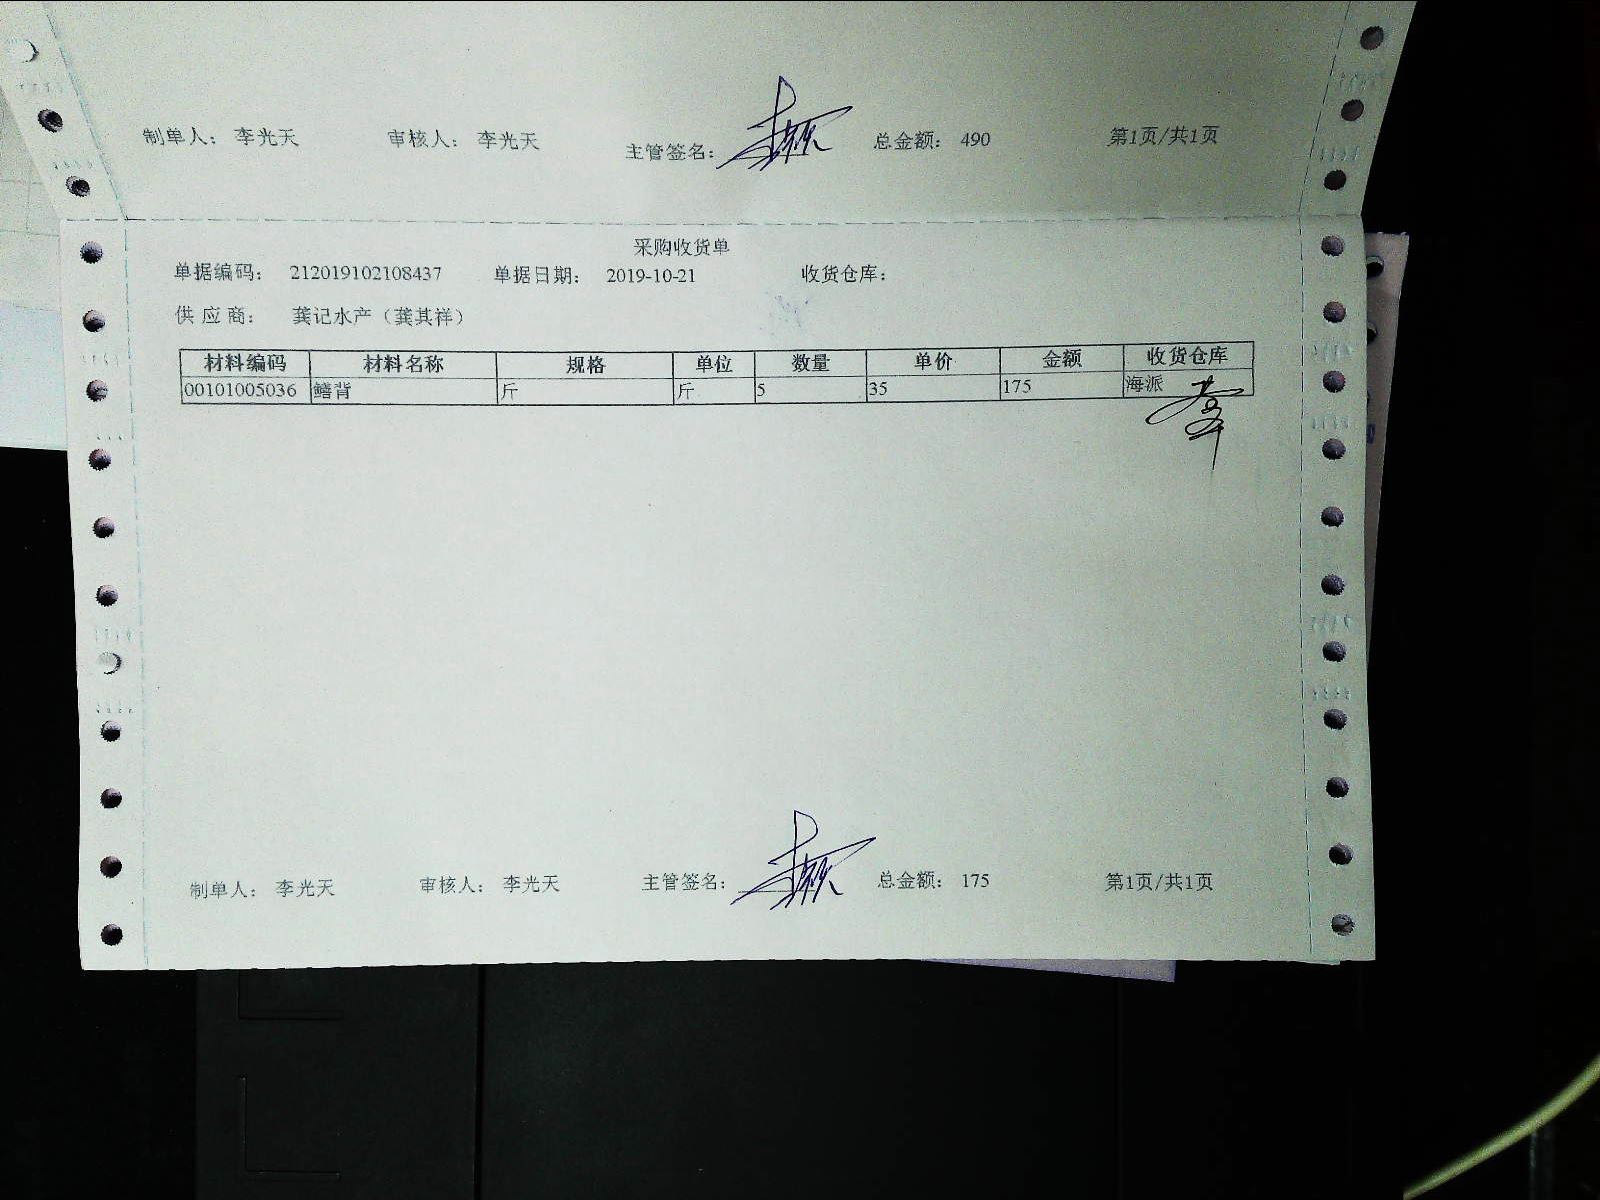 制单人： 李光天 审核人： 李光天 主管签名： 总金额： 490 第1页/共1页
采购收货单
单据编码： 212019102108437 单据日期： 2019-10-21 收货仓库：
供 应 商： 龚记水产（龚其祥）
材料编码 材料名称 规格 单位 数量 单价 金额 收货仓库
00101005036 鳝背 斤 斤 5 35 175 海派
制单人： 李光天 审核人： 李光天 主管签名： 总金额： 175 第1页/共1页